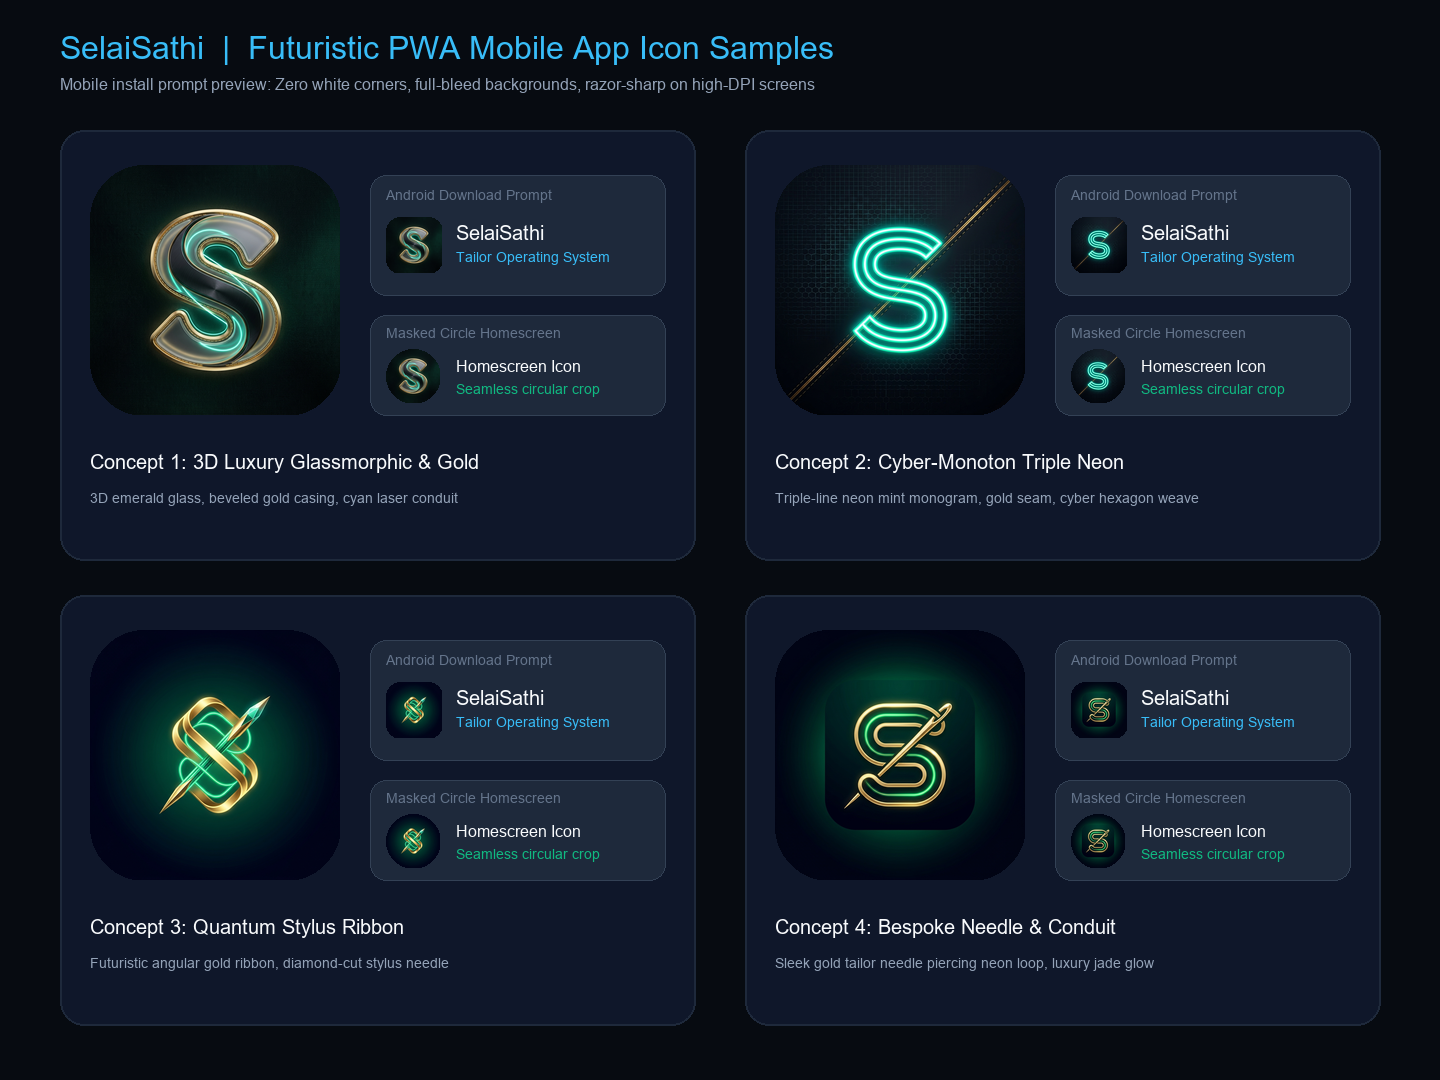 SelaiSathi | Futuristic PWA Mobile App Icon Samples
Mobile install prompt preview: Zero white corners, full-bleed backgrounds, razor-sharp on high-DPI screens
S
Android Download Prompt
S
SelaiSathi
Tailor Operating System
Masked Circle Homescreen
S
Homescreen Icon
Seamless circular crop
Concept 1: 3D Luxury Glassmorphic & Gold
3D emerald glass, beveled gold casing, cyan laser conduit
S
Android Download Prompt
S
SelaiSathi
Tailor Operating System
Masked Circle Homescreen
S
Homescreen Icon
Seamless circular crop
Concept 2: Cyber-Monoton Triple Neon
Triple-line neon mint monogram, gold seam, cyber hexagon weave
S
Android Download Prompt
S
SelaiSathi
Tailor Operating System
Masked Circle Homescreen
S
Homescreen Icon
Seamless circular crop
Concept 3: Quantum Stylus Ribbon
Futuristic angular gold ribbon, diamond-cut stylus needle
S
Android Download Prompt
S
SelaiSathi
Tailor Operating System
Masked Circle Homescreen
S
Homescreen Icon
Seamless circular crop
Concept 4: Bespoke Needle & Conduit
Sleek gold tailor needle piercing neon loop, luxury jade glow